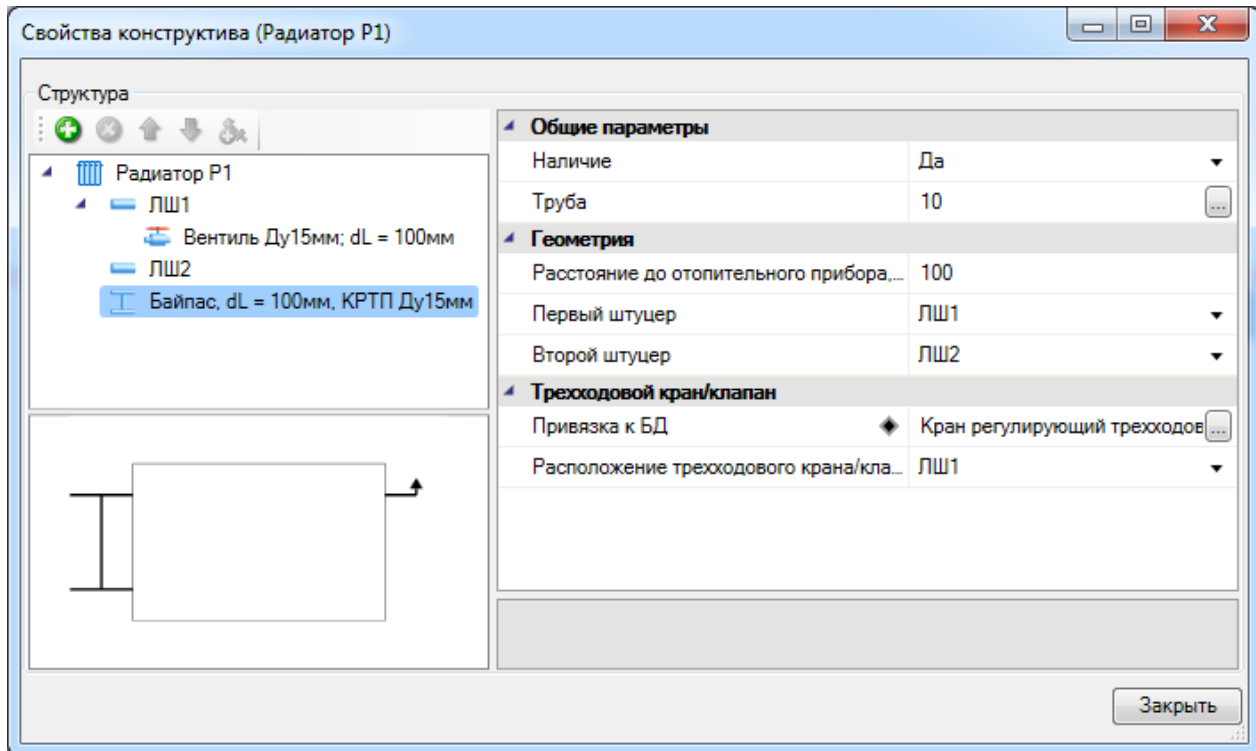 Свойства конструктива (Радиатор Р1)
Структура
Радиатор Р1
ЛШ1
Вентиль Ду15мм; dL = 100мм
ЛШ2
Байпас, dL = 100мм, КРТП Ду15мм
Общие параметры
Наличие Да
Труба 10 ...
Геометрия
Расстояние до отопительного прибора,... 100
Первый штуцер ЛШ1
Второй штуцер ЛШ2
Трехходовой кран/клапан
Привязка к БД Кран регулирующий трехходов ...
Расположение трехходового крана/кла... ЛШ1
Закрыть